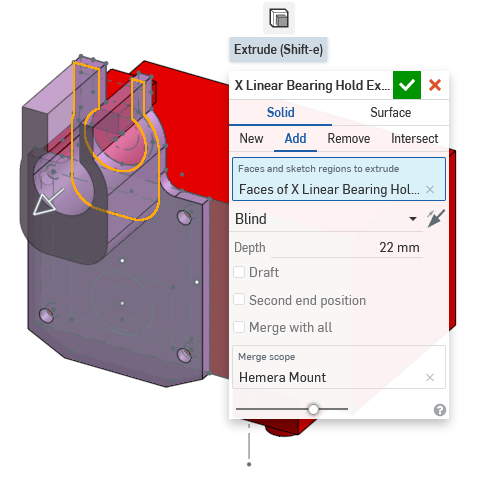 Extrude (Shift-e)
X Linear Bearing Hold Ex...
Solid Surface
New Add Remove Intersect
Faces and sketch regions to extrude
Faces of X Linear Bearing Hol...
Blind
Depth 22 mm
Draft
Second end position
Merge with all
Merge scope
Hemera Mount
?